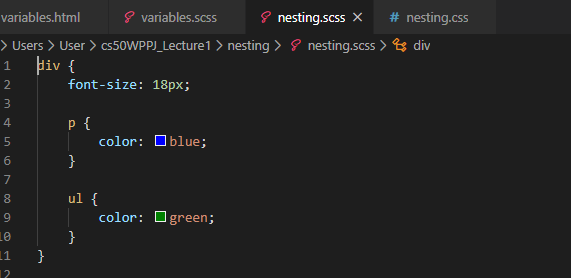 variables.html variables.scss nesting.scss × nesting.css
> Users > User > cs50WPPJ_Lecture1 > nesting > nesting.scss > div
1 div {
2 font-size: 18px;
3
4 p {
5 color: blue;
6 }
7
8 ul {
9 color: green;
10 }
11 }
12